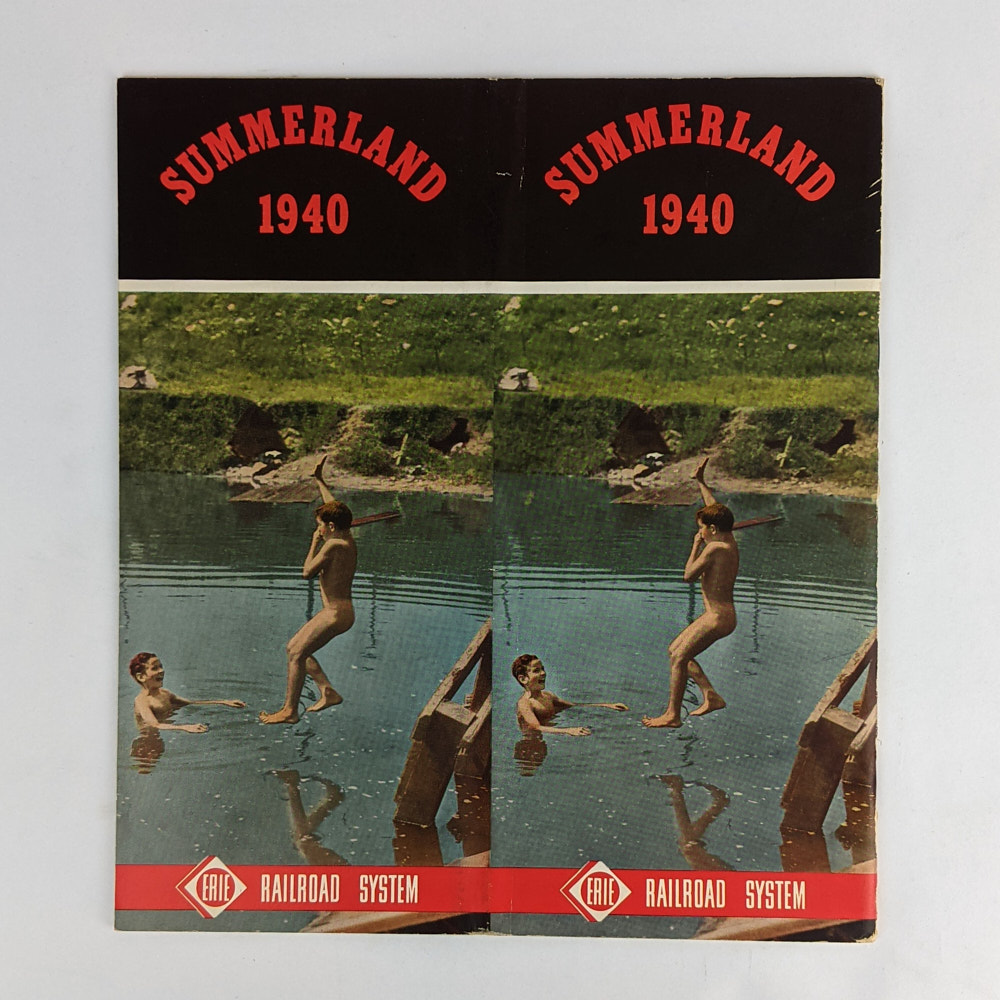 SUMMERLAND
1940
ERIE RAILROAD SYSTEM
SUMMERLAND
1940
ERIE RAILROAD SYSTEM